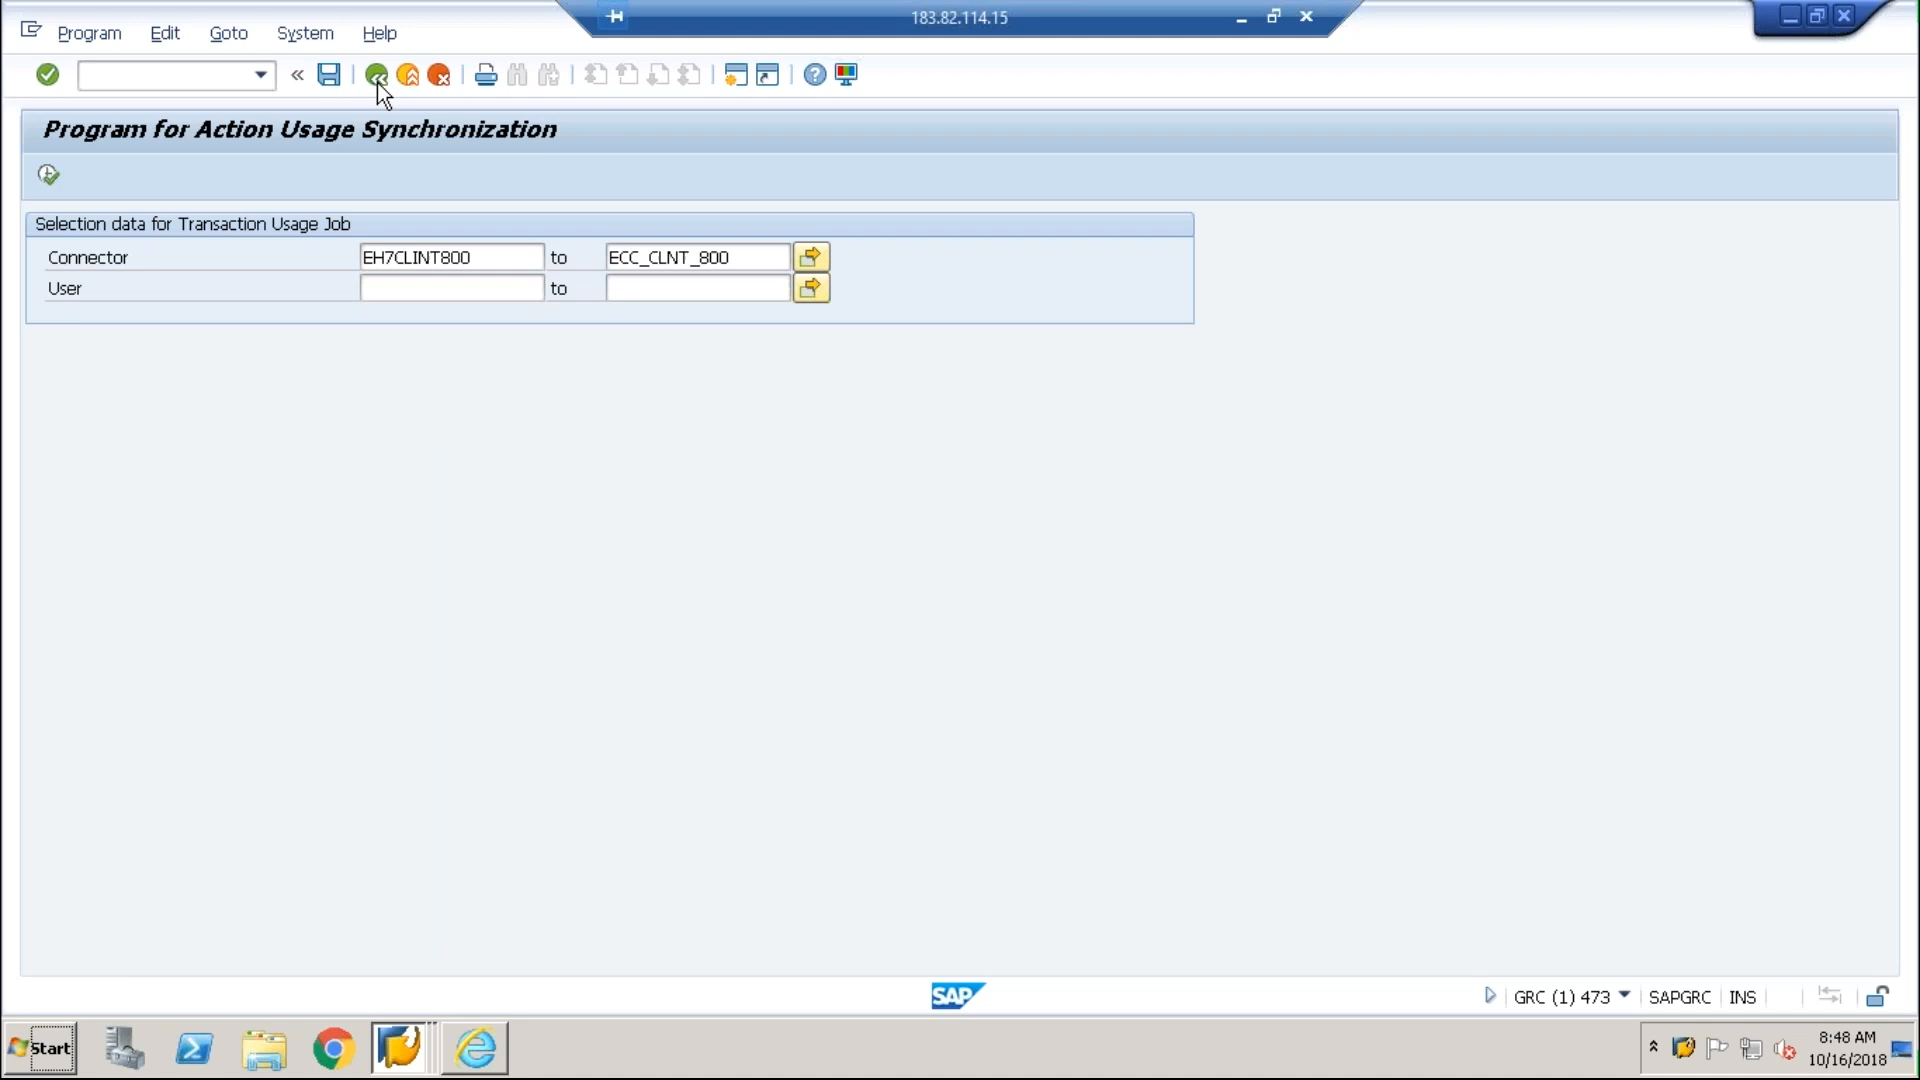 183.82.114.15
Program Edit Goto System Help
Program for Action Usage Synchronization
Selection data for Transaction Usage Job
Connector EH7CLINT800 to ECC_CLNT_800
User to
SAP
GRC (1) 473 SAPGRC INS
Start
8:48 AM
10/16/2018